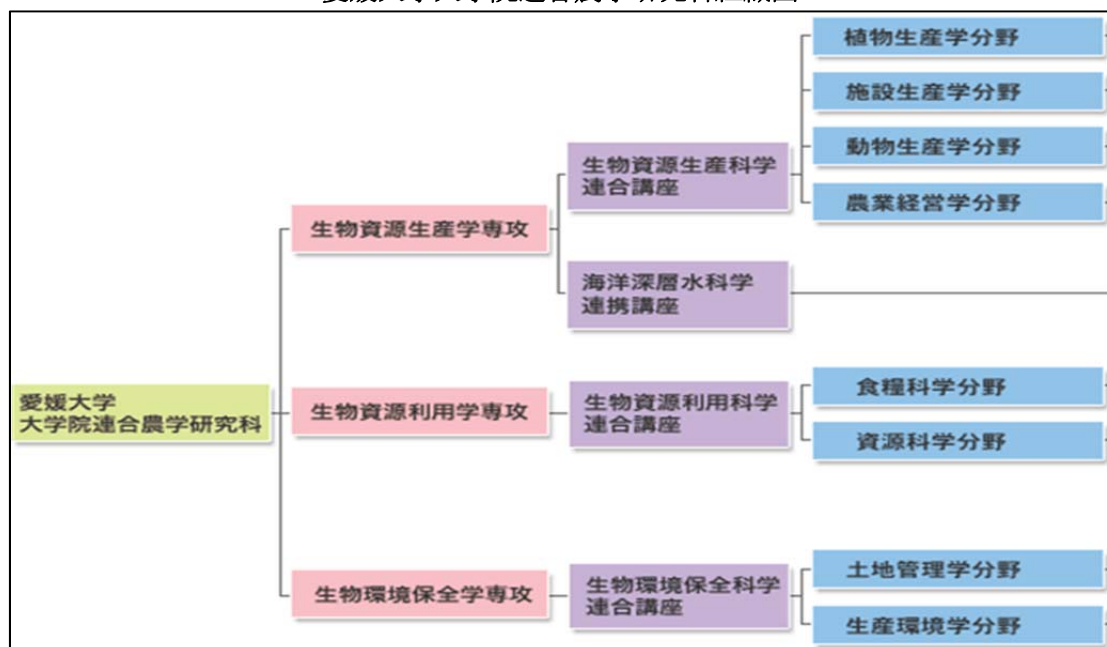 植物生産学分野
施設生産学分野
生物資源生産科学
連合講座
動物生産学分野
農業経営学分野
生物資源生産学専攻
海洋深層水科学
連携講座
愛媛大学
大学院連合農学研究科
生物資源利用学専攻
生物資源利用科学
連合講座
食糧科学分野
資源科学分野
生物環境保全学専攻
生物環境保全科学
連合講座
土地管理学分野
生産環境学分野